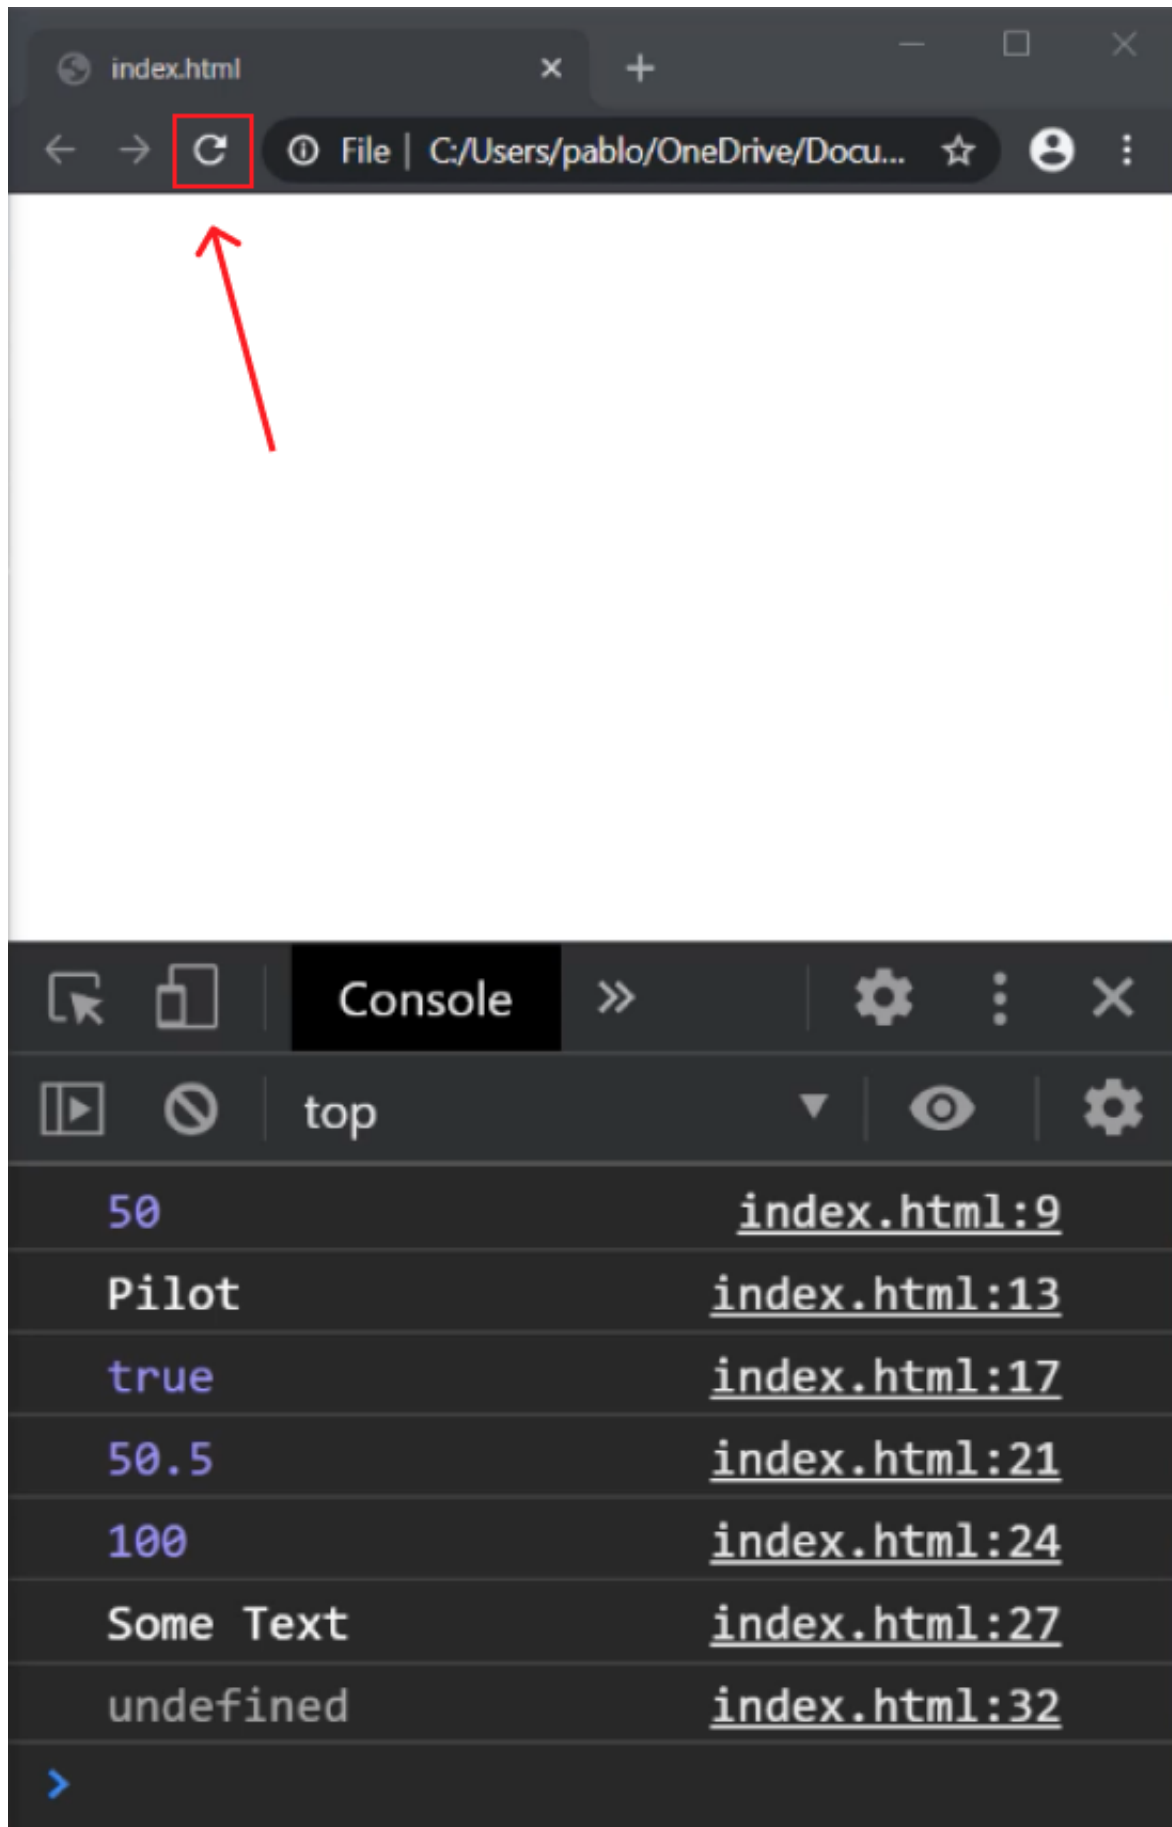 index.html
File | C:/Users/pablo/OneDrive/Docu...
Console
top
50 index.html:9
Pilot index.html:13
true index.html:17
50.5 index.html:21
100 index.html:24
Some Text index.html:27
undefined index.html:32